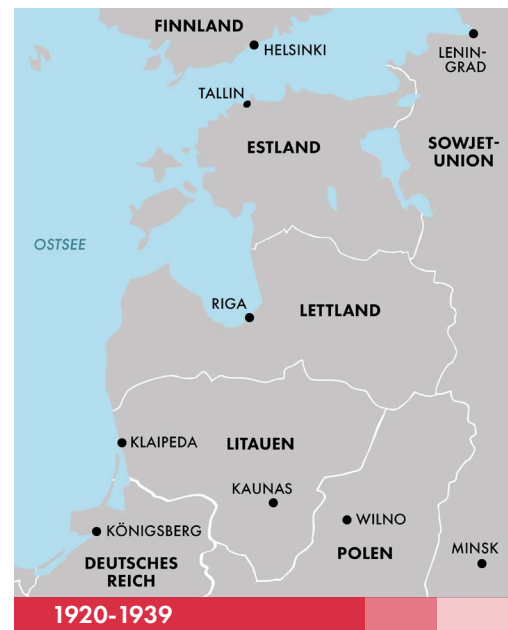 FINNLAND
HELSINKI
LENIN-
GRAD
TALLIN
ESTLAND
SOWJET-
UNION
OSTSEE
RIGA
LETTLAND
KLAIPEDA
LITAUEN
KAUNAS
WILNO
KÖNIGSBERG
POLEN
MINSK
DEUTSCHES
REICH
1920-1939